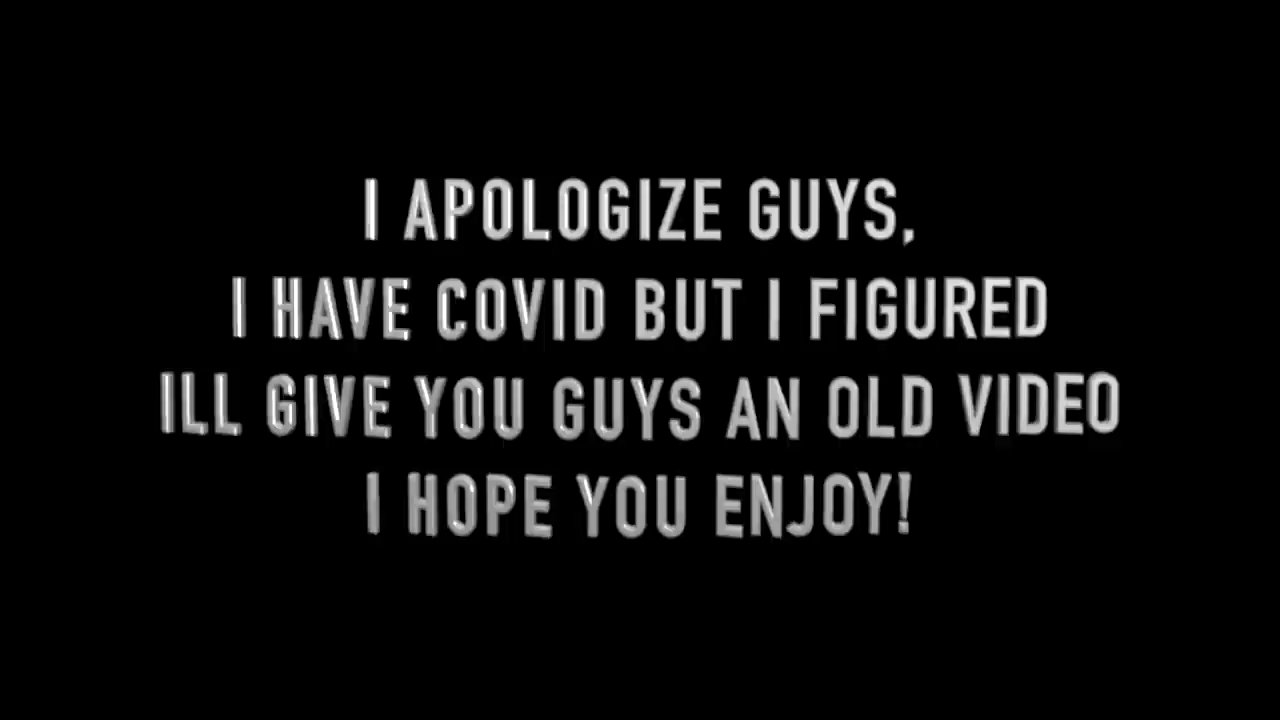 I APOLOGIZE GUYS,
I HAVE COVID BUT I FIGURED
ILL GIVE YOU GUYS AN OLD VIDEO
I HOPE YOU ENJOY!